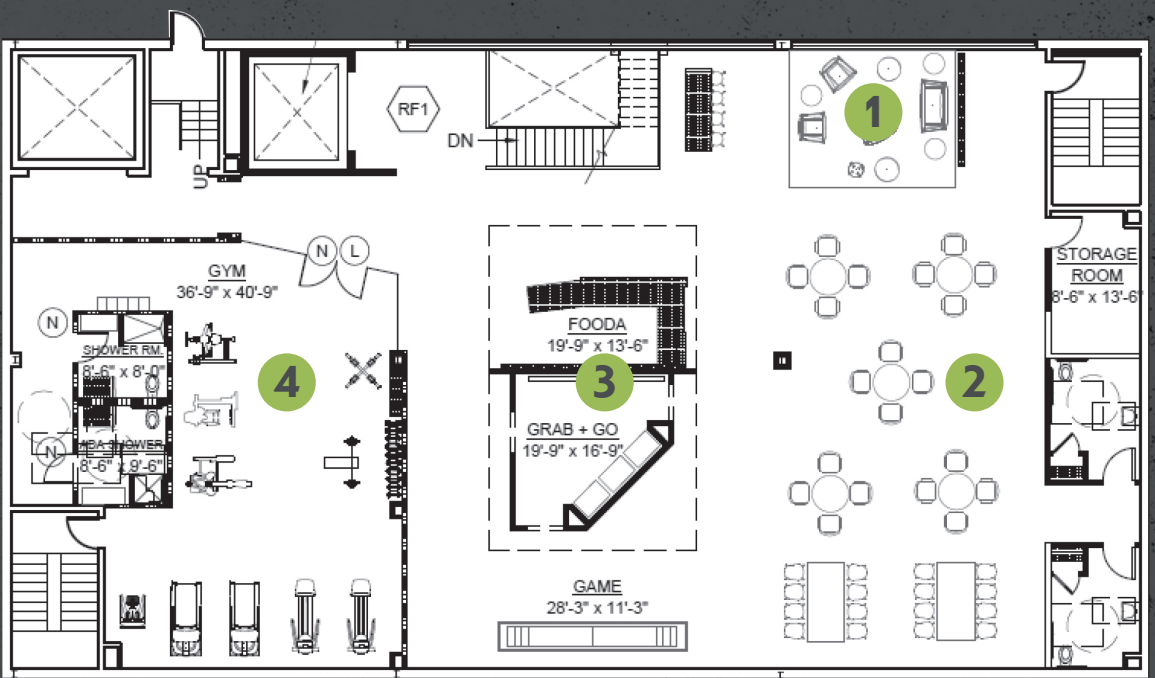 RF1
1
DN
UP
N
L
GYM
36'-9" x 40'-9"
STORAGE
ROOM
8'-6" x 13'-6"
N
FOODA
19'-9" x 13'-6"
SHOWER RM.
8'-6" x 8'-0"
4
3
2
GRAB + GO
19'-9" x 16'-9"
N
ADA SHOWER
8'-6" x 9'-6"
GAME
28'-3" x 11'-3"